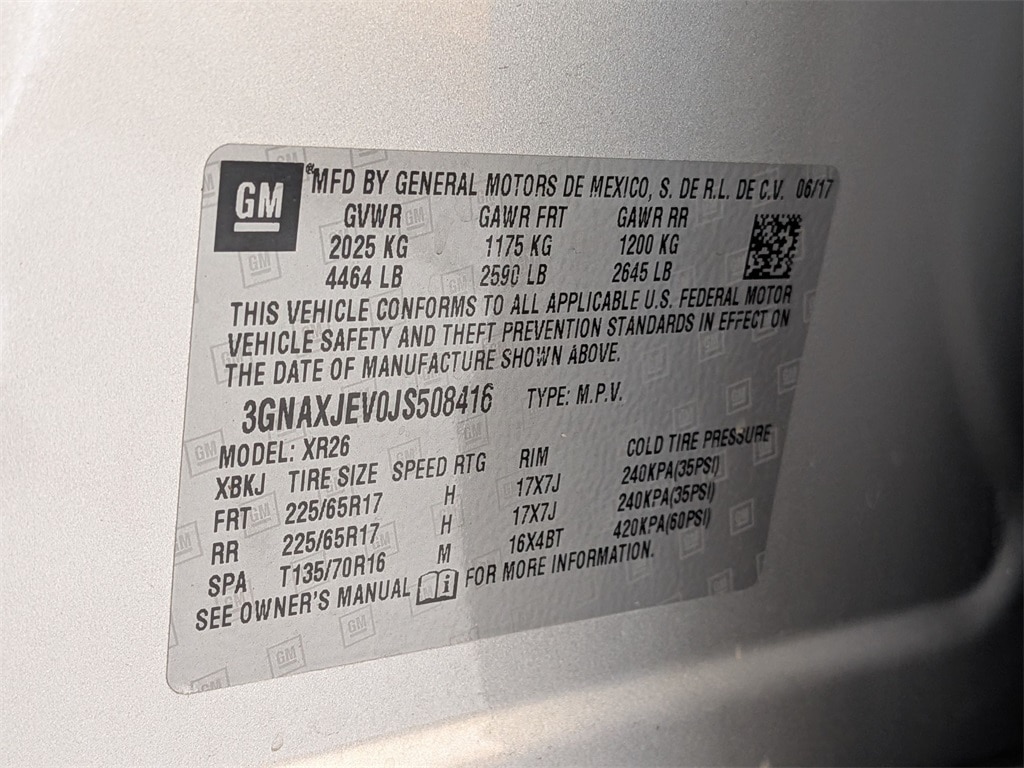 GM ® MFD BY GENERAL MOTORS DE MEXICO, S. DE R.L. DE C.V. 06/17
GVWR GAWR FRT GAWR RR
2025 KG 1175 KG 1200 KG
4464 LB 2590 LB 2645 LB
THIS VEHICLE CONFORMS TO ALL APPLICABLE U.S. FEDERAL MOTOR
VEHICLE SAFETY AND THEFT PREVENTION STANDARDS IN EFFECT ON
THE DATE OF MANUFACTURE SHOWN ABOVE.
3GNAXJEV0JS508416 TYPE: M.P.V.
MODEL: XR26
XBKJ TIRE SIZE SPEED RTG RIM COLD TIRE PRESSURE
FRT 225/65R17 H 17X7J 240KPA(35PSI)
RR 225/65R17 H 17X7J 240KPA(35PSI)
SPA T135/70R16 M 16X4BT 420KPA(60PSI)
SEE OWNER'S MANUAL i FOR MORE INFORMATION.